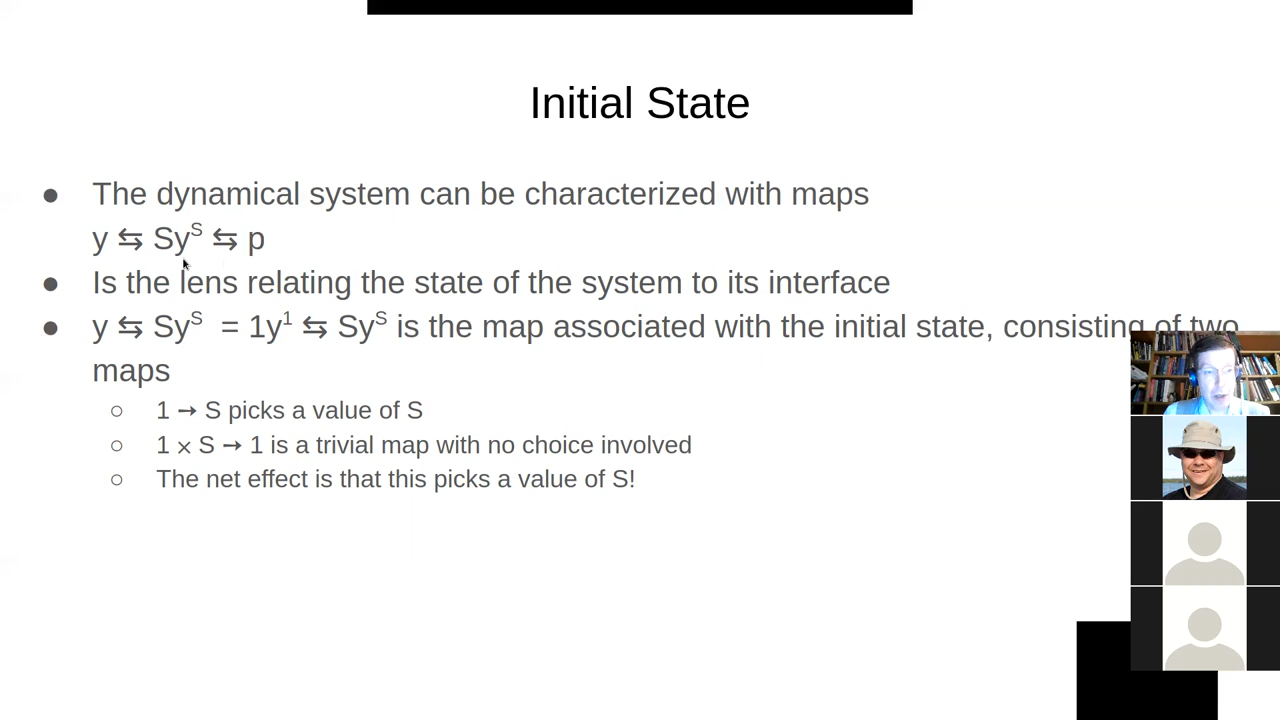 Initial State
● The dynamical system can be characterized with maps
y ⇆ Sy^S ⇆ p
● Is the lens relating the state of the system to its interface
● y ⇆ Sy^S = 1y^1 ⇆ Sy^S is the map associated with the initial state, consisting of two
maps
○ 1 → S picks a value of S
○ 1 × S → 1 is a trivial map with no choice involved
○ The net effect is that this picks a value of S!